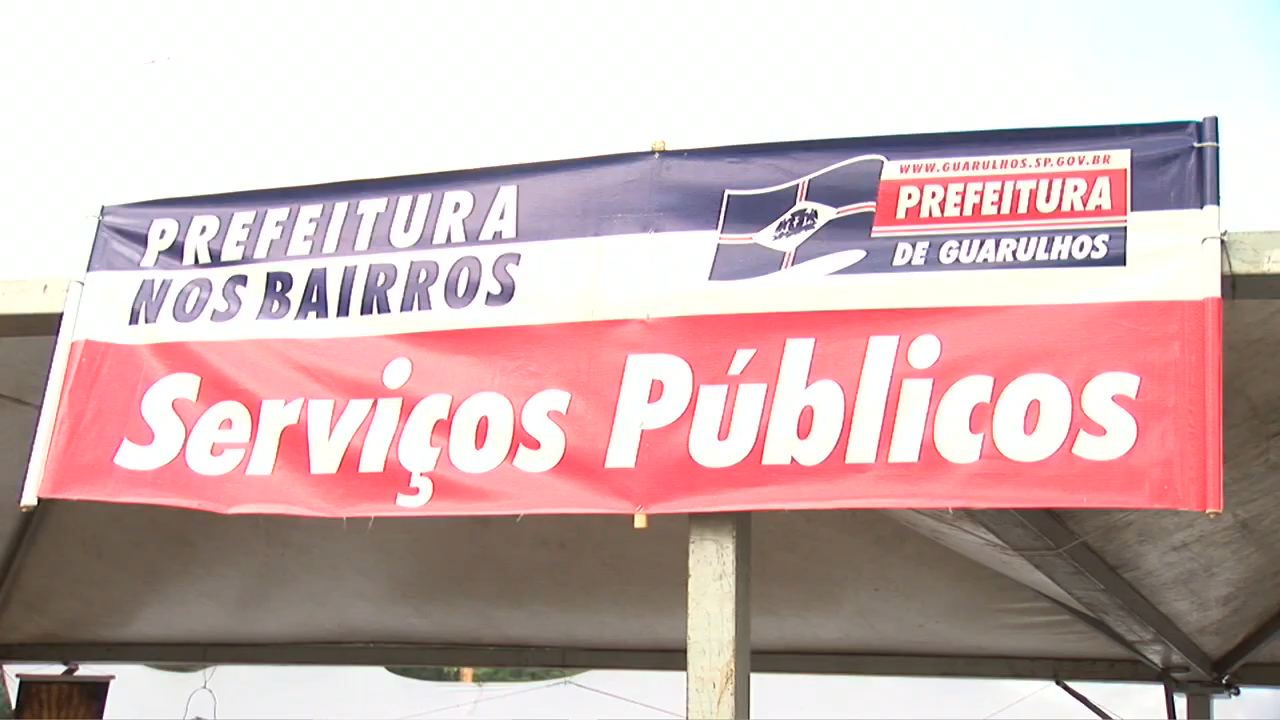 PREFEITURA
NOS BAIRROS
WWW.GUARULHOS.SP.GOV.BR
PREFEITURA
DE GUARULHOS
Serviços Públicos